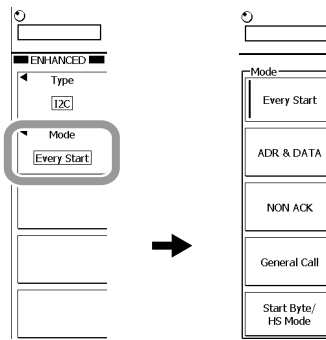 ENHANCED
Type
I2C
Mode
Every Start
Mode
Every Start
ADR & DATA
NON ACK
General Call
Start Byte/
HS Mode